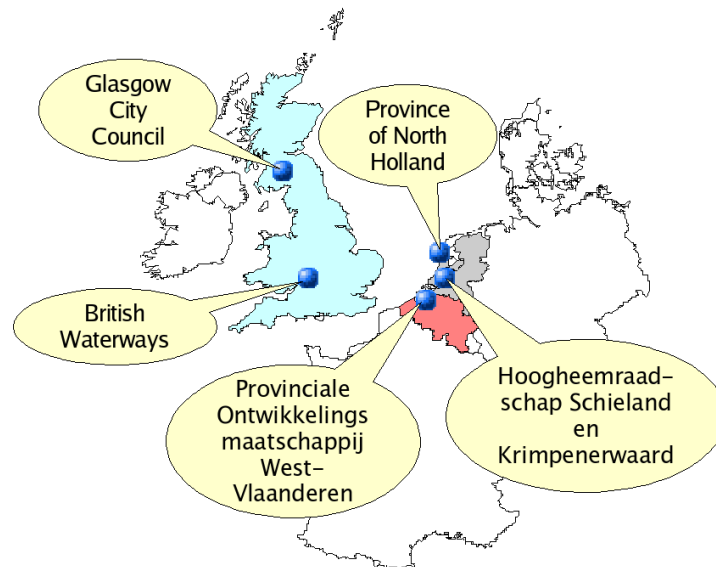 Glasgow
City
Council
Province
of North
Holland
British
Waterways
Provinciale
Ontwikkelings
maatschappij
West-
Vlaanderen
Hoogheemraad-
schap Schieland
en
Krimpenerwaard